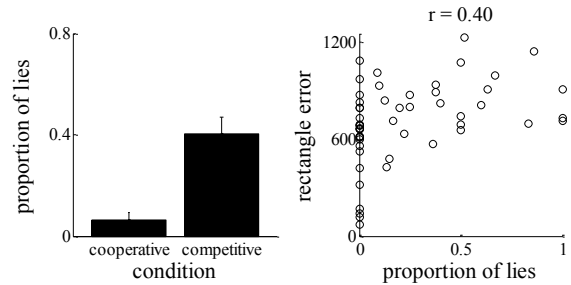 0.8
0.4
0
proportion of lies
cooperative competitive
condition
r = 0.40
1200
600
0
rectangle error
0 0.5 1
proportion of lies